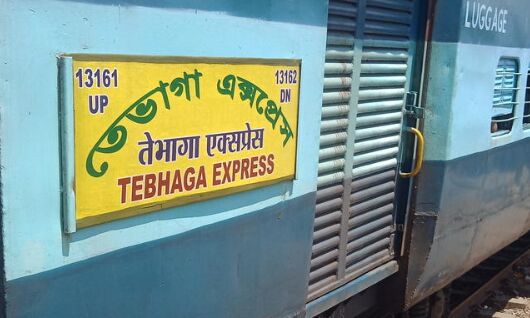 13161
UP
13162
DN
তেভাগা এক্সপ্রেস
तेभागा एक्सप्रेस
TEBHAGA EXPRESS
LUGGAGE